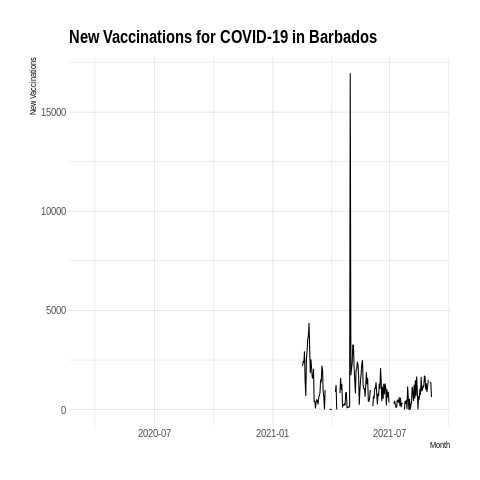 New Vaccinations for COVID-19 in Barbados
New Vaccinations
15000
10000
5000
0
2020-07
2021-01
2021-07
Month